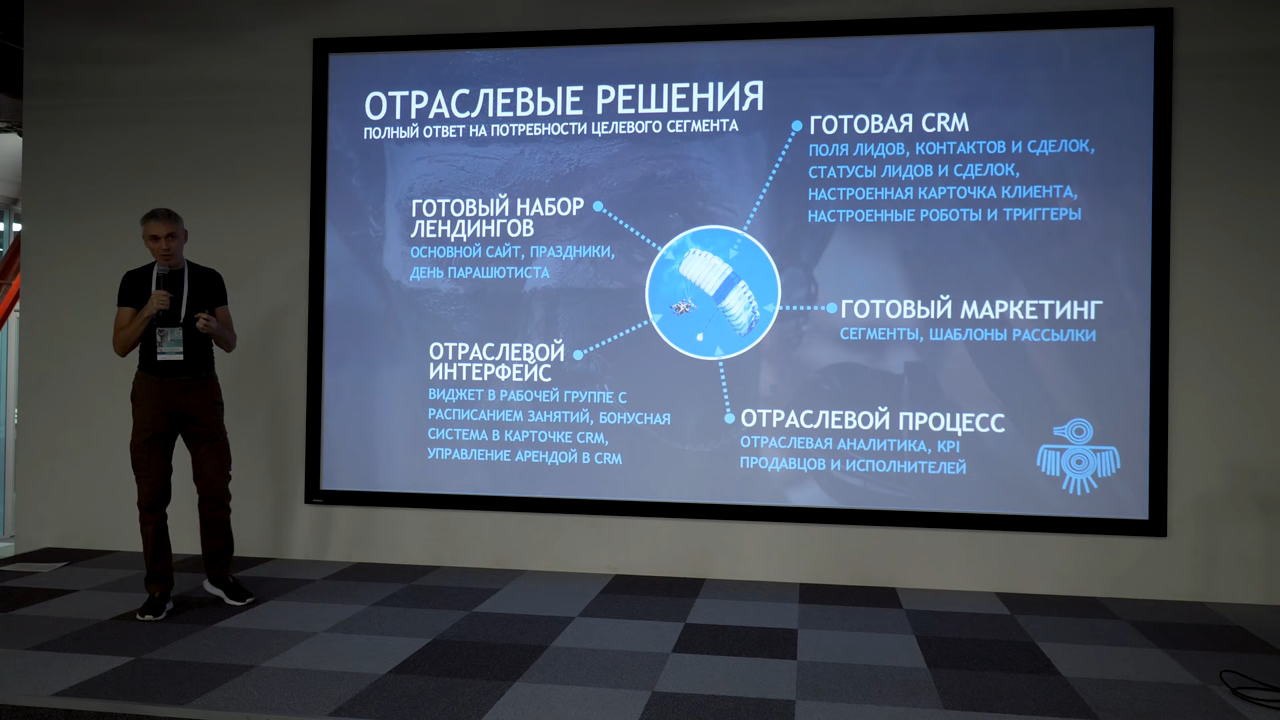 ОТРАСЛЕВЫЕ РЕШЕНИЯ
ПОЛНЫЙ ОТВЕТ НА ПОТРЕБНОСТИ ЦЕЛЕВОГО СЕГМЕНТА
ГОТОВАЯ CRM
ПОЛЯ ЛИДОВ, КОНТАКТОВ И СДЕЛОК,
СТАТУСЫ ЛИДОВ И СДЕЛОК,
НАСТРОЕННАЯ КАРТОЧКА КЛИЕНТА,
НАСТРОЕННЫЕ РОБОТЫ И ТРИГГЕРЫ
ГОТОВЫЙ НАБОР
ЛЕНДИНГОВ
ОСНОВНОЙ САЙТ, ПРАЗДНИКИ,
ДЕНЬ ПАРАШЮТИСТА
ГОТОВЫЙ МАРКЕТИНГ
СЕГМЕНТЫ, ШАБЛОНЫ РАССЫЛКИ
ОТРАСЛЕВОЙ
ИНТЕРФЕЙС
ВИДЖЕТ В РАБОЧЕЙ ГРУППЕ С
РАСПИСАНИЕМ ЗАНЯТИЙ, БОНУСНАЯ
СИСТЕМА В КАРТОЧКЕ CRM,
УПРАВЛЕНИЕ АРЕНДОЙ В CRM
ОТРАСЛЕВОЙ ПРОЦЕСС
ОТРАСЛЕВАЯ АНАЛИТИКА, KPI
ПРОДАВЦОВ И ИСПОЛНИТЕЛЕЙ